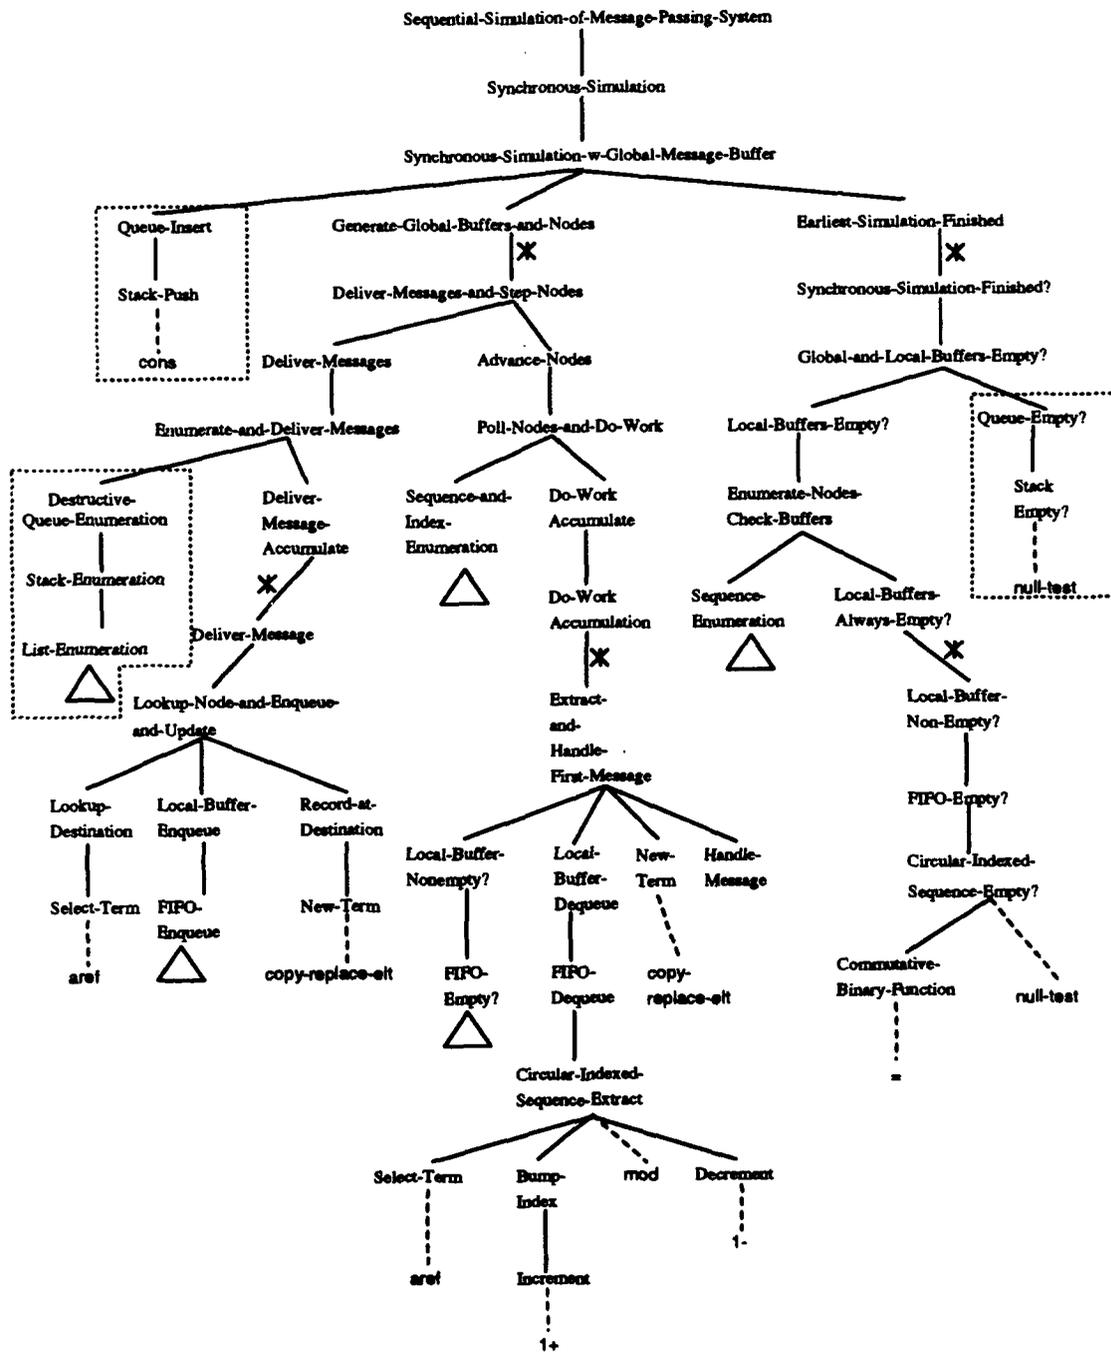 Sequential-Simulation-of-Message-Passing-System
Synchronous-Simulation
Synchronous-Simulation-w-Global-Message-Buffer
Queue-Insert
Generate-Global-Buffers-and-Nodes
Earliest-Simulation-Finished
Stack-Push
Deliver-Messages-and-Step-Nodes
Synchronous-Simulation-Finished?
cons
Deliver-Messages
Advance-Nodes
Global-and-Local-Buffers-Empty?
Enumerate-and-Deliver-Messages
Poll-Nodes-and-Do-Work
Local-Buffers-Empty?
Queue-Empty?
Destructive-
Queue-Enumeration
Deliver-
Message-
Accumulate
Sequence-and-
Index-
Enumeration
Do-Work
Accumulate
Enumerate-Nodes-
Check-Buffers
Stack
Empty?
Stack-Enumeration
Do-Work
Accumulation
Sequence-
Enumeration
Local-Buffers-
Always-Empty?
null-test
List-Enumeration
Deliver-Message
Lookup-Node-and-Enqueue-
and-Update
Extract-
and-
Handle-
First-Message
Local-Buffer-
Non-Empty?
Lookup-
Destination
Local-Buffer-
Enqueue
Record-at-
Destination
FIFO-Empty?
Local-Buffer-
Nonempty?
Local-
Buffer-
Dequeue
New-
Term
Handle-
Message
Circular-Indexed-
Sequence-Empty?
Select-Term
FIFO-
Enqueue
New-Term
aref
copy-replace-elt
FIFO-
Empty?
FIFO-
Dequeue
copy-
replace-elt
Commutative-
Binary-Function
null-test
=
Circular-Indexed-
Sequence-Extract
Select-Term
Bump-
Index
mod
Decrement
1-
aref
Increment
1+